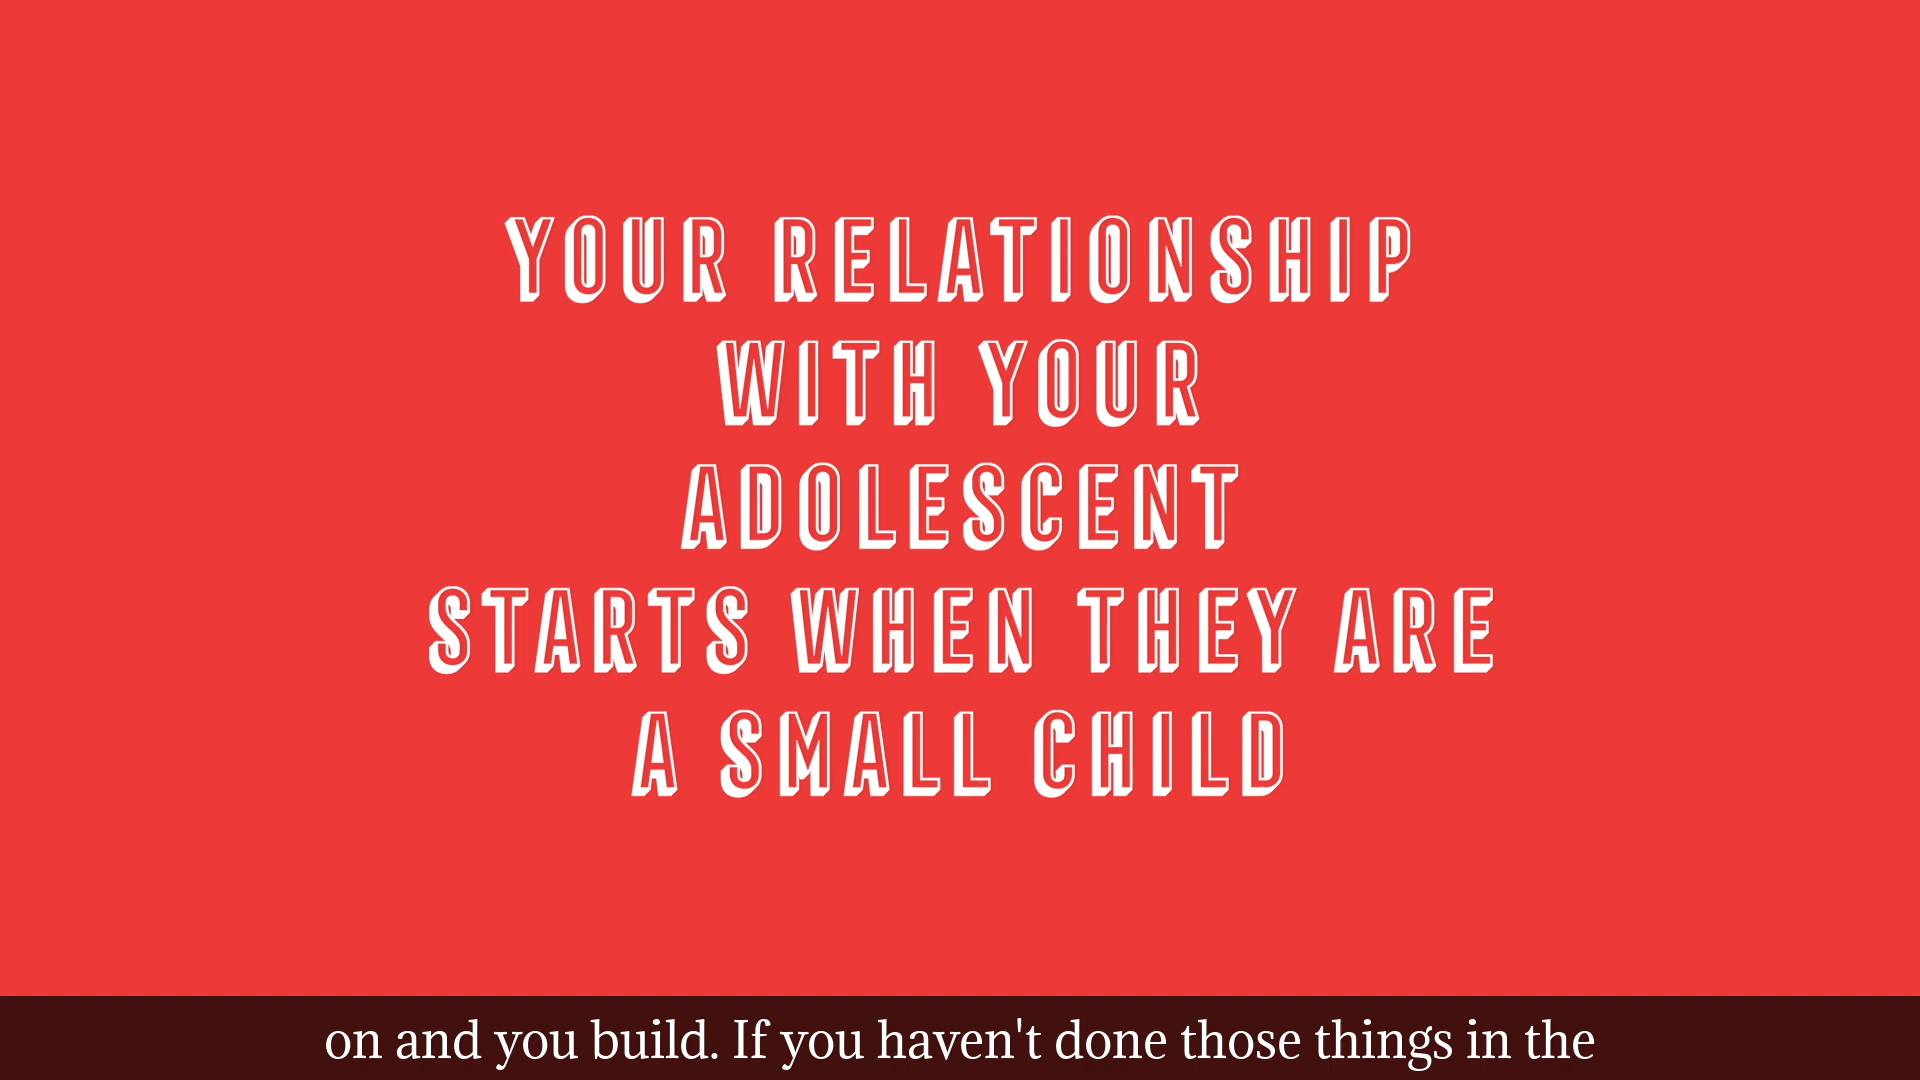 YOUR RELATIONSHIP
WITH YOUR
ADOLESCENT
STARTS WHEN THEY ARE
A SMALL CHILD
on and you build. If you haven't done those things in the